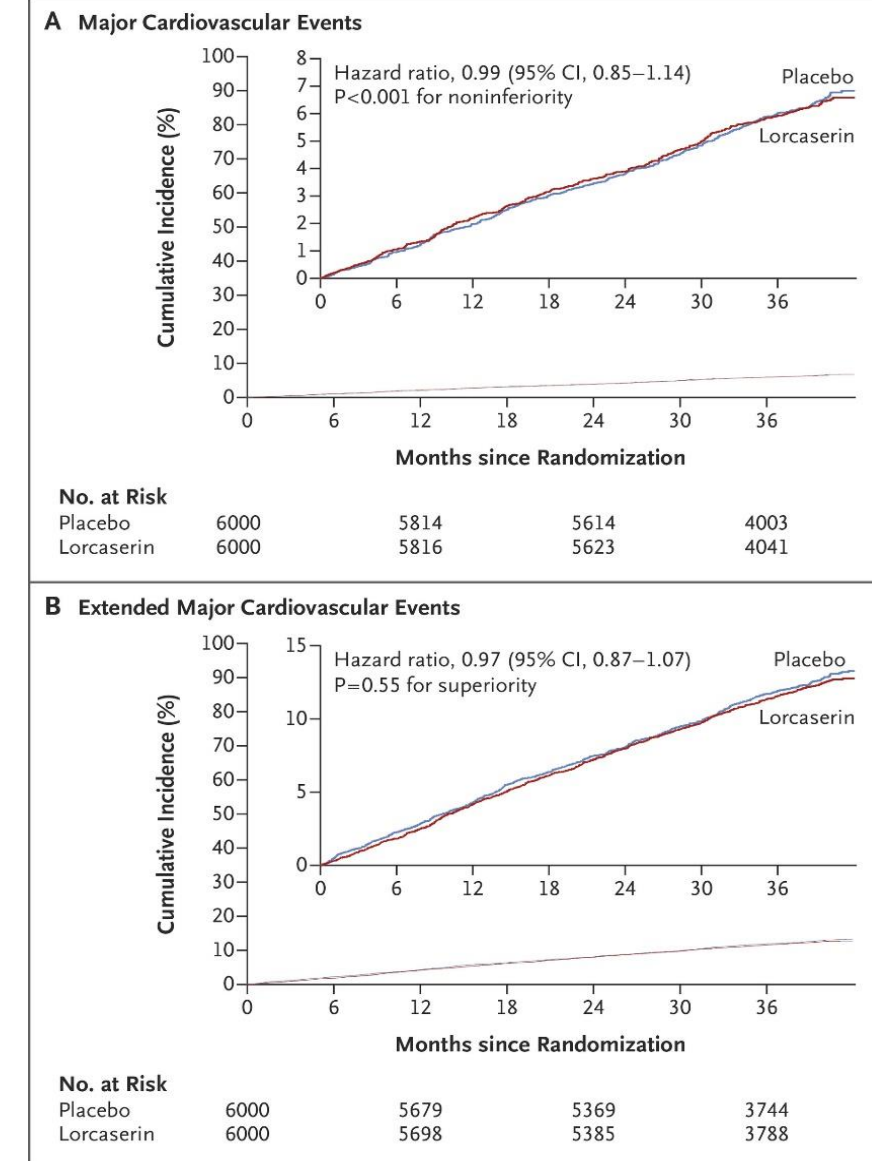 A Major Cardiovascular Events
100
90
80
70
60
50
40
30
20
10
0
Cumulative Incidence (%)
8
7
6
5
4
3
2
1
0
Hazard ratio, 0.99 (95% CI, 0.85–1.14)
P<0.001 for noninferiority
Placebo
Lorcaserin
0 6 12 18 24 30 36
0 6 12 18 24 30 36
Months since Randomization
No. at Risk
Placebo 6000 5814 5614 4003
Lorcaserin 6000 5816 5623 4041
B Extended Major Cardiovascular Events
100
90
80
70
60
50
40
30
20
10
0
Cumulative Incidence (%)
15
10
5
0
Hazard ratio, 0.97 (95% CI, 0.87–1.07)
P=0.55 for superiority
Placebo
Lorcaserin
0 6 12 18 24 30 36
0 6 12 18 24 30 36
Months since Randomization
No. at Risk
Placebo 6000 5679 5369 3744
Lorcaserin 6000 5698 5385 3788